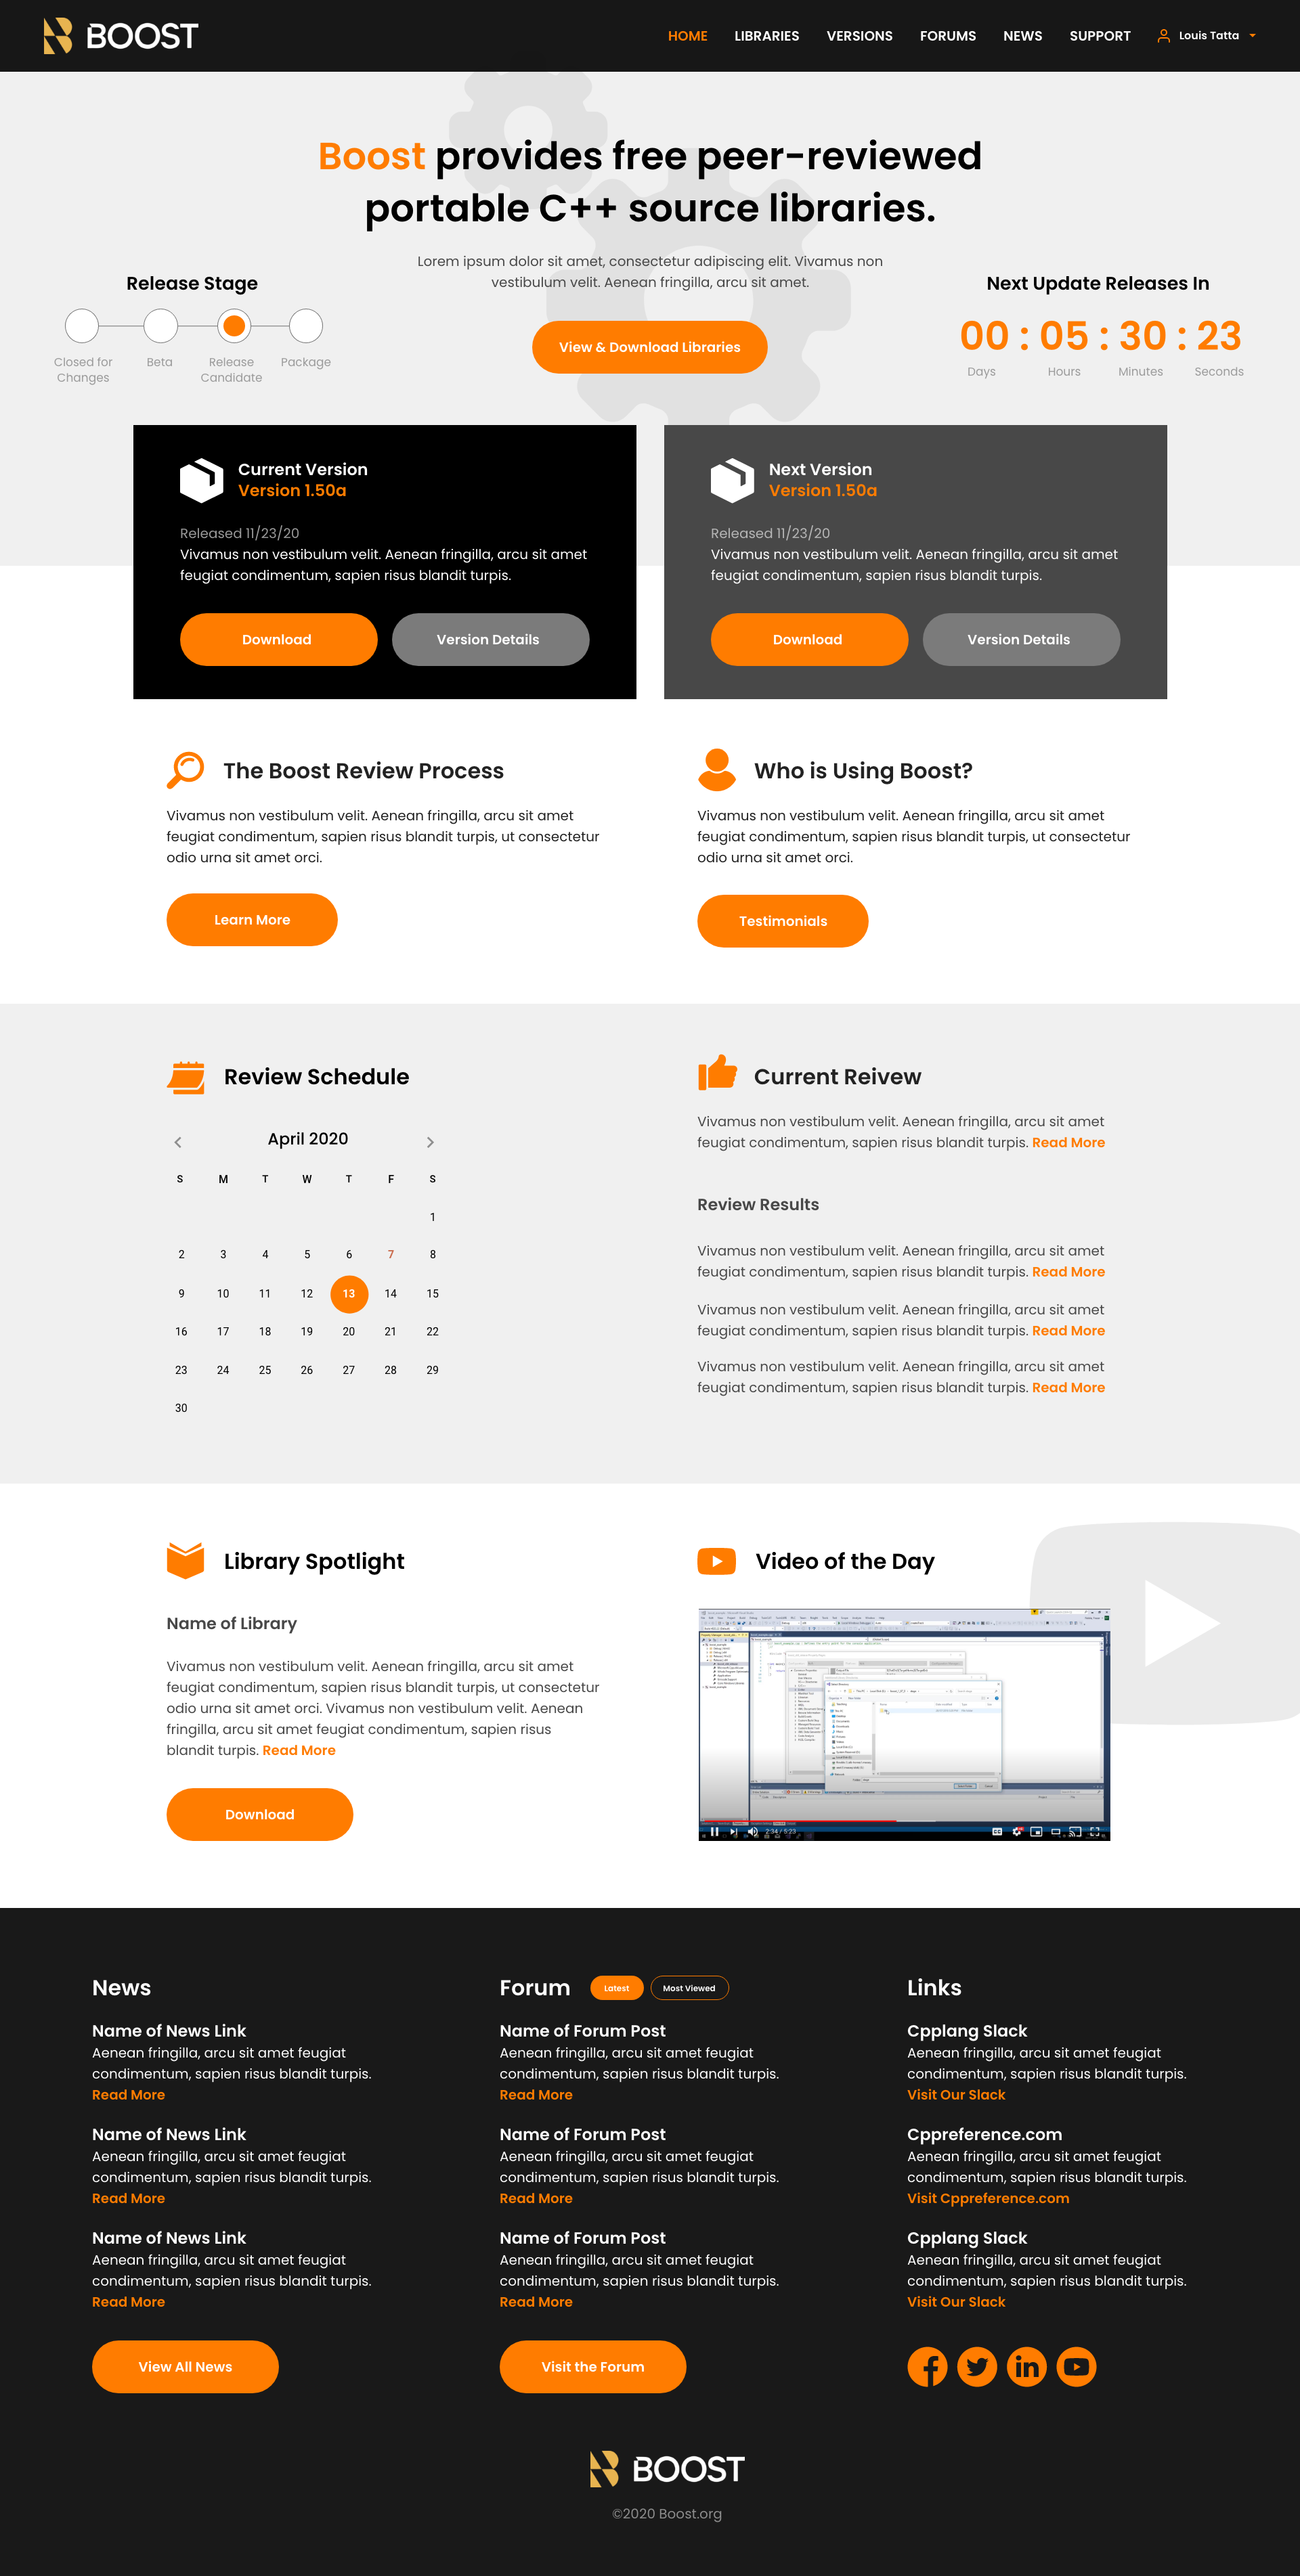 BOOST
HOME LIBRARIES VERSIONS FORUMS NEWS SUPPORT Louis Tatta
Boost provides free peer-reviewed
portable C++ source libraries.
Lorem ipsum dolor sit amet, consectetur adipiscing elit. Vivamus non
vestibulum velit. Aenean fringilla, arcu sit amet.
View & Download Libraries
Release Stage
Closed for
Changes
Beta
Release
Candidate
Package
Next Update Releases In
00 : 05 : 30 : 23
Days Hours Minutes Seconds
Current Version
Version 1.50a
Released 11/23/20
Vivamus non vestibulum velit. Aenean fringilla, arcu sit amet
feugiat condimentum, sapien risus blandit turpis.
Download Version Details
Next Version
Version 1.50a
Released 11/23/20
Vivamus non vestibulum velit. Aenean fringilla, arcu sit amet
feugiat condimentum, sapien risus blandit turpis.
Download Version Details
The Boost Review Process
Vivamus non vestibulum velit. Aenean fringilla, arcu sit amet
feugiat condimentum, sapien risus blandit turpis, ut consectetur
odio urna sit amet orci.
Learn More
Who is Using Boost?
Vivamus non vestibulum velit. Aenean fringilla, arcu sit amet
feugiat condimentum, sapien risus blandit turpis, ut consectetur
odio urna sit amet orci.
Testimonials
Review Schedule
April 2020
S M T W T F S
1
2 3 4 5 6 7 8
9 10 11 12 13 14 15
16 17 18 19 20 21 22
23 24 25 26 27 28 29
30
Current Reivew
Vivamus non vestibulum velit. Aenean fringilla, arcu sit amet
feugiat condimentum, sapien risus blandit turpis. Read More
Review Results
Vivamus non vestibulum velit. Aenean fringilla, arcu sit amet
feugiat condimentum, sapien risus blandit turpis. Read More
Vivamus non vestibulum velit. Aenean fringilla, arcu sit amet
feugiat condimentum, sapien risus blandit turpis. Read More
Vivamus non vestibulum velit. Aenean fringilla, arcu sit amet
feugiat condimentum, sapien risus blandit turpis. Read More
Library Spotlight
Name of Library
Vivamus non vestibulum velit. Aenean fringilla, arcu sit amet
feugiat condimentum, sapien risus blandit turpis, ut consectetur
odio urna sit amet orci. Vivamus non vestibulum velit. Aenean
fringilla, arcu sit amet feugiat condimentum, sapien risus
blandit turpis. Read More
Download
Video of the Day
2:34 / 5:23
News
Name of News Link
Aenean fringilla, arcu sit amet feugiat
condimentum, sapien risus blandit turpis.
Read More
Name of News Link
Aenean fringilla, arcu sit amet feugiat
condimentum, sapien risus blandit turpis.
Read More
Name of News Link
Aenean fringilla, arcu sit amet feugiat
condimentum, sapien risus blandit turpis.
Read More
View All News
Forum Latest Most Viewed
Name of Forum Post
Aenean fringilla, arcu sit amet feugiat
condimentum, sapien risus blandit turpis.
Read More
Name of Forum Post
Aenean fringilla, arcu sit amet feugiat
condimentum, sapien risus blandit turpis.
Read More
Name of Forum Post
Aenean fringilla, arcu sit amet feugiat
condimentum, sapien risus blandit turpis.
Read More
Visit the Forum
Links
Cpplang Slack
Aenean fringilla, arcu sit amet feugiat
condimentum, sapien risus blandit turpis.
Visit Our Slack
Cppreference.com
Aenean fringilla, arcu sit amet feugiat
condimentum, sapien risus blandit turpis.
Visit Cppreference.com
Cpplang Slack
Aenean fringilla, arcu sit amet feugiat
condimentum, sapien risus blandit turpis.
Visit Our Slack
BOOST
©2020 Boost.org